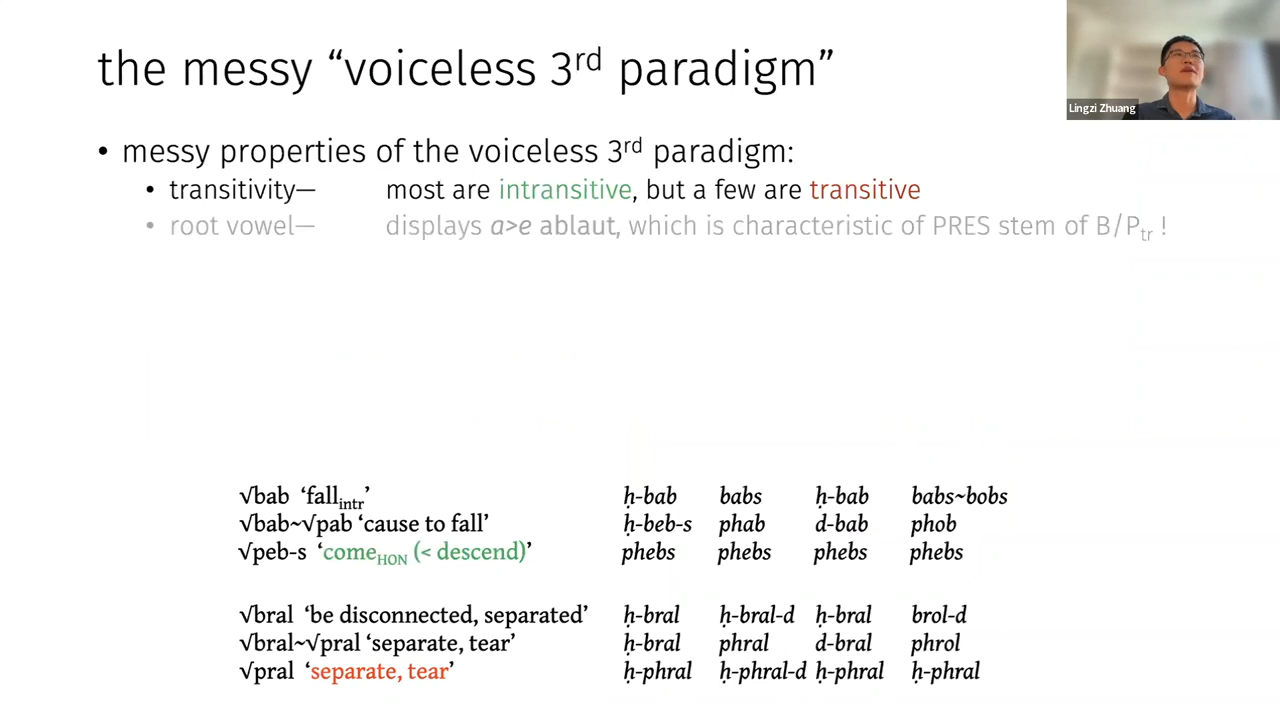 the messy “voiceless 3rd paradigm”
Lingzi Zhuang
• messy properties of the voiceless 3rd paradigm:
• transitivity— most are intransitive, but a few are transitive
• root vowel— displays a>e ablaut, which is characteristic of PRES stem of B/Ptr !
√bab ‘fallintr’ ḥ-bab babs ḥ-bab babs~bobs
√bab~√pab ‘cause to fall’ ḥ-beb-s phab d-bab phob
√peb-s ‘comeHON (< descend)’ phebs phebs phebs phebs
√bral ‘be disconnected, separated’ ḥ-bral ḥ-bral-d ḥ-bral brol-d
√bral~√pral ‘separate, tear’ ḥ-bral phral d-bral phrol
√pral ‘separate, tear’ ḥ-phral ḥ-phral-d ḥ-phral ḥ-phral